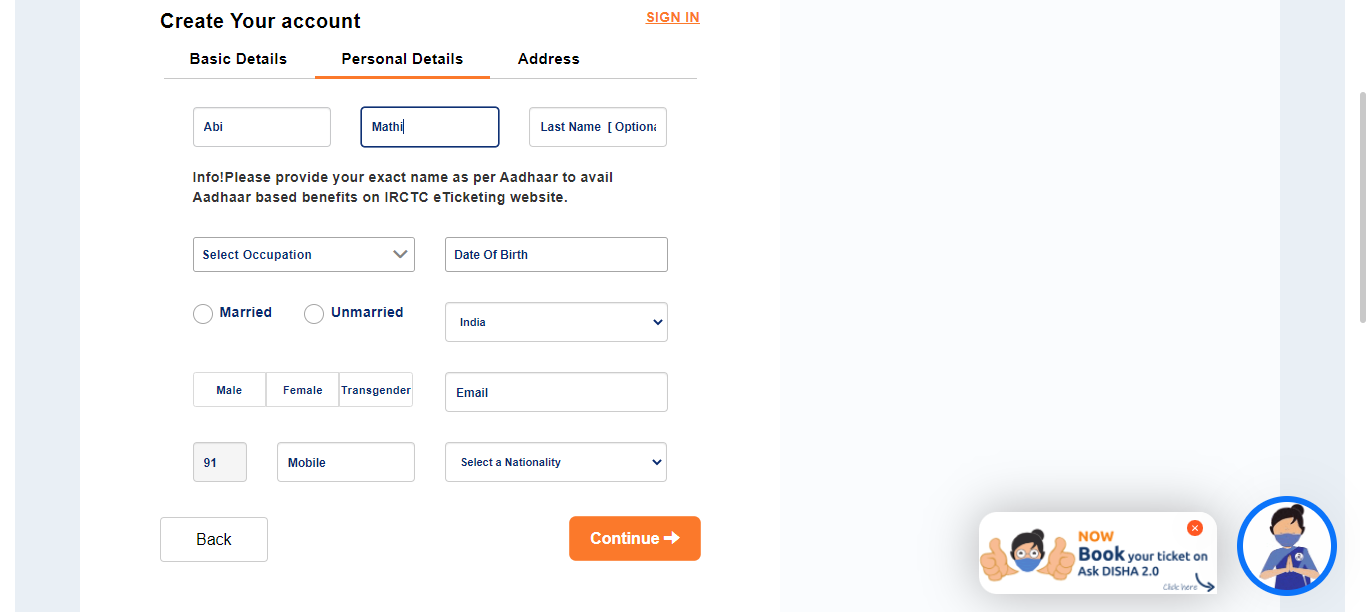 Create Your account
SIGN IN
Basic Details
Personal Details
Address
Abi
Mathi
Last Name [ Optiona
Info!Please provide your exact name as per Aadhaar to avail
Aadhaar based benefits on IRCTC eTicketing website.
Select Occupation
Date Of Birth
Married
Unmarried
India
Male
Female
Transgender
Email
91
Mobile
Select a Nationality
Back
Continue
NOW
Book your ticket on
Ask DISHA 2.0
Click here